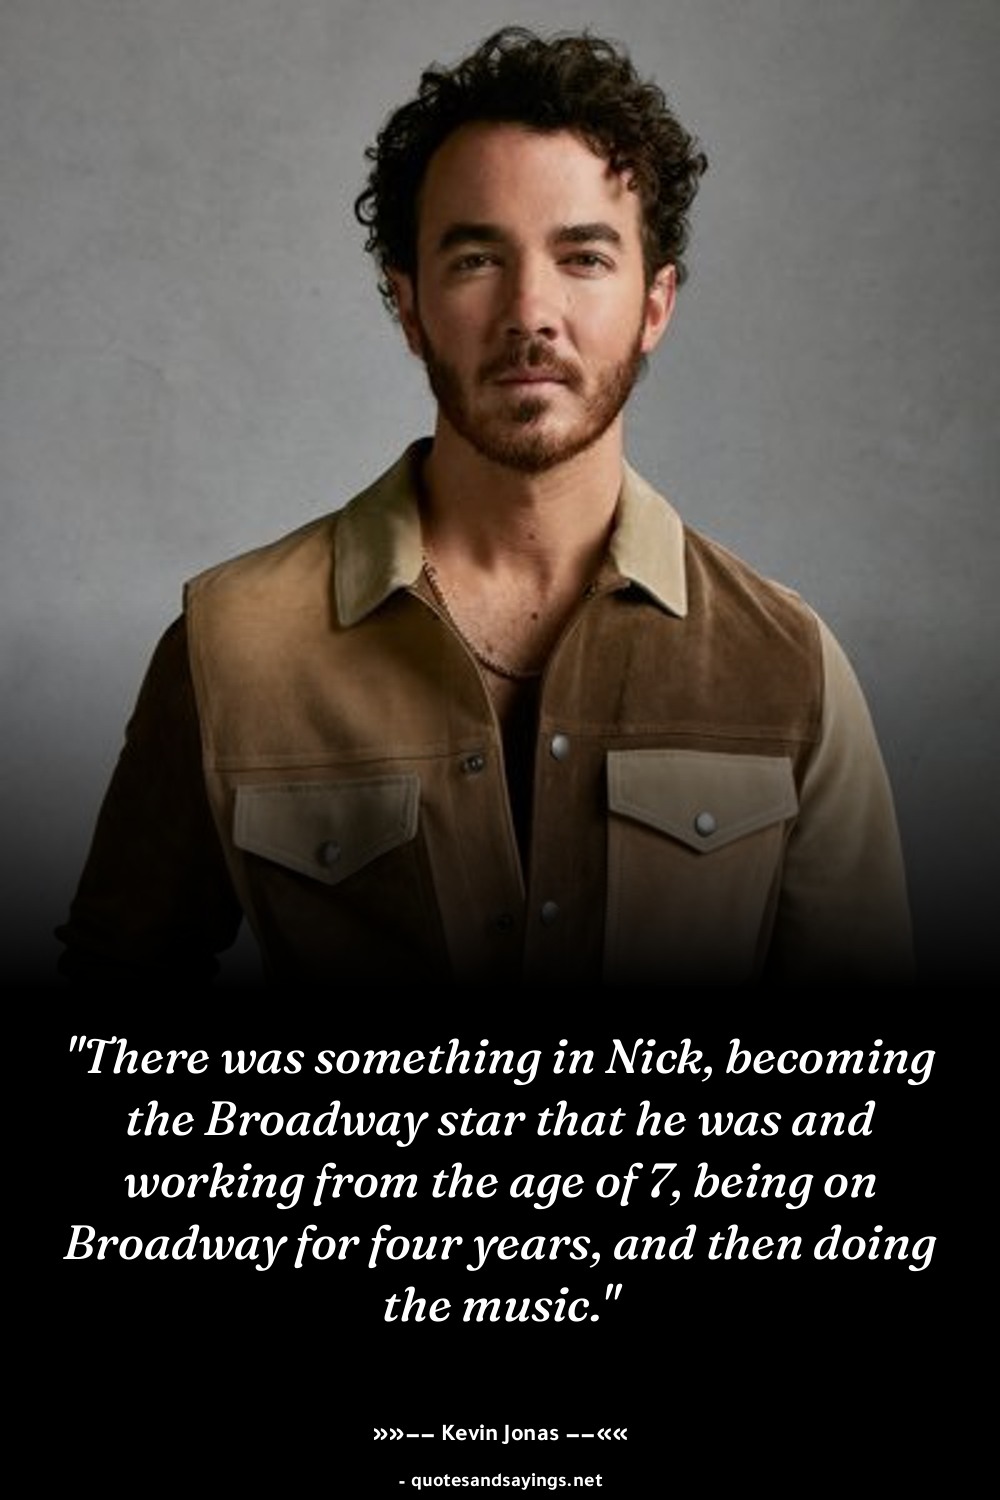 "There was something in Nick, becoming
the Broadway star that he was and
working from the age of 7, being on
Broadway for four years, and then doing
the music."
»»−− Kevin Jonas −−««
- quotesandsayings.net